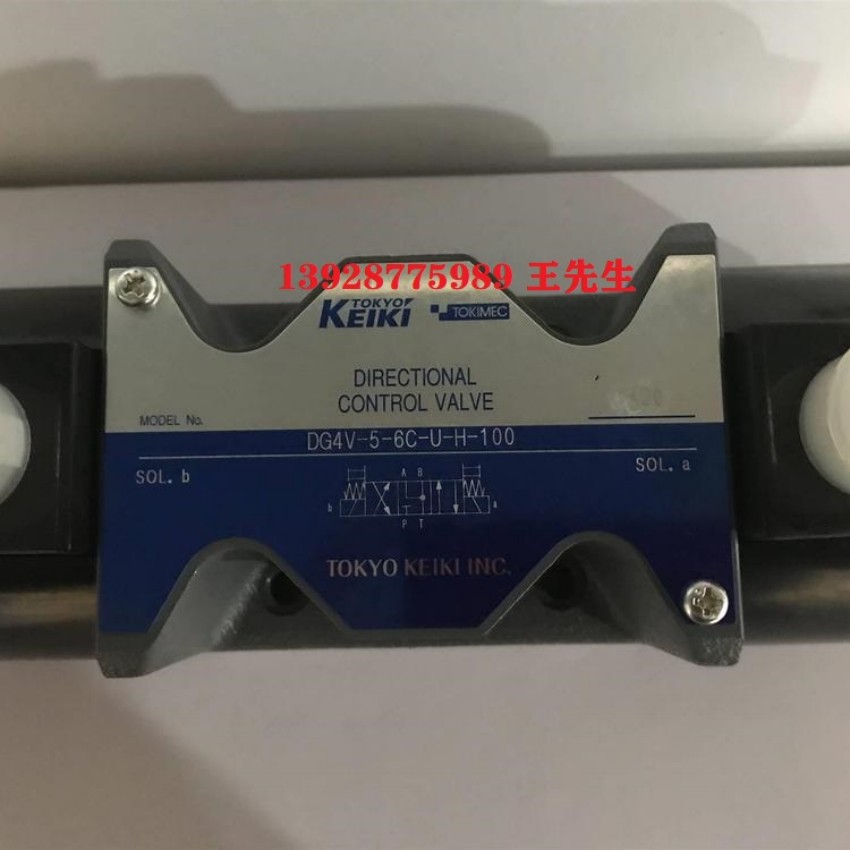 13928775989 王先生
TOKYO
KEIKI TOKIMEC
DIRECTIONAL
CONTROL VALVE
MODEL No.
DG4V-5-6C-U-H-100
SOL. b
SOL. a
A B
b
a
P T
TOKYO KEIKI INC.